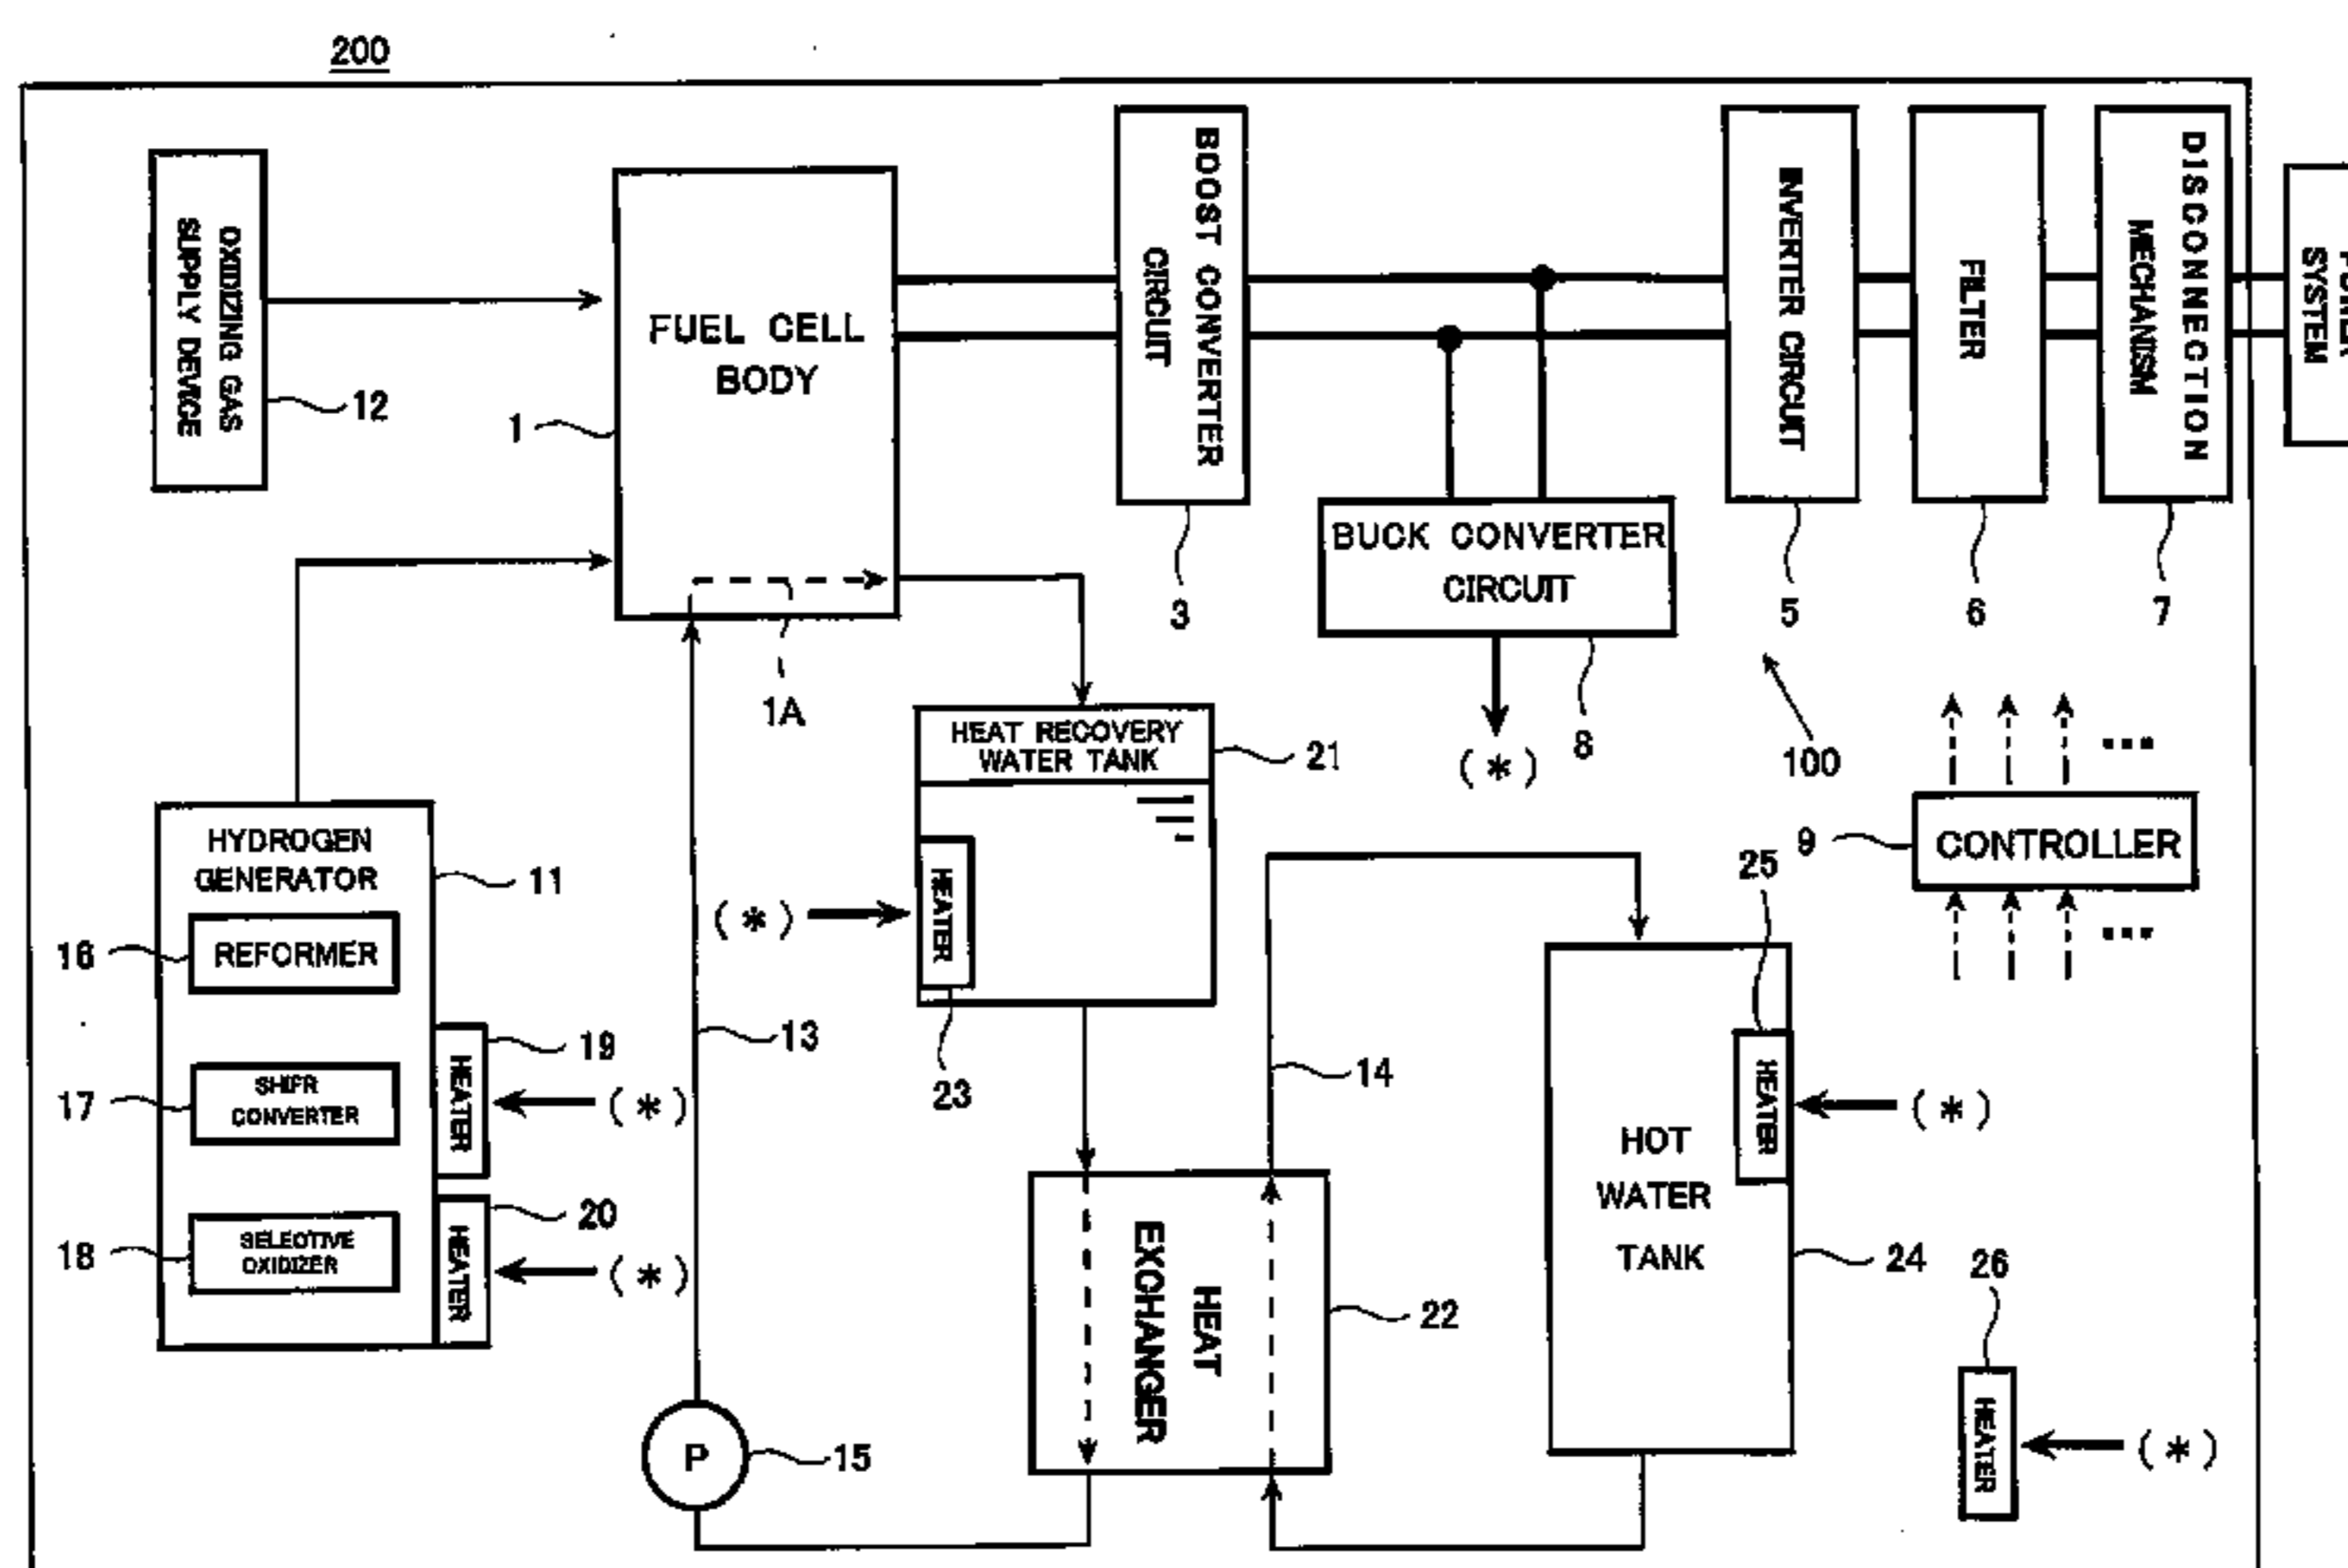 200
OXIDIZING GAS
SUPPLY DEVICE
12
FUEL CELL
BODY
1
1A
BOOST CONVERTER
CIRCUIT
3
BUCK CONVERTER
CIRCUIT
8
(*)
INVERTER CIRCUIT
5
FILTER
6
DISCONNECTION
MECHANISM
7
SYSTEM
100
HEAT RECOVERY
WATER TANK
21
(*)
HEATER
23
9
CONTROLLER
...
...
HYDROGEN
GENERATOR
11
16
REFORMER
17
SHIFR
CONVERTER
18
SELECTIVE
OXIDIZER
HEATER
19
(*)
HEATER
20
(*)
13
14
P
15
HEAT
EXCHANGER
22
HOT
WATER
TANK
24
25
HEATER
(*)
26
HEATER
(*)